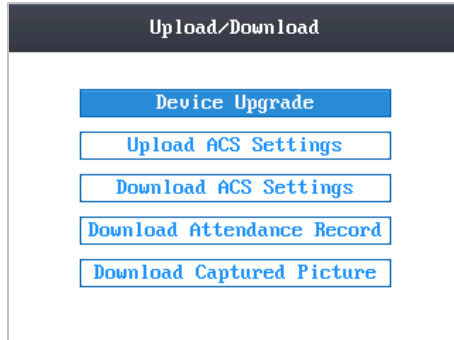 Upload/Download
Device Upgrade
Upload ACS Settings
Download ACS Settings
Download Attendance Record
Download Captured Picture